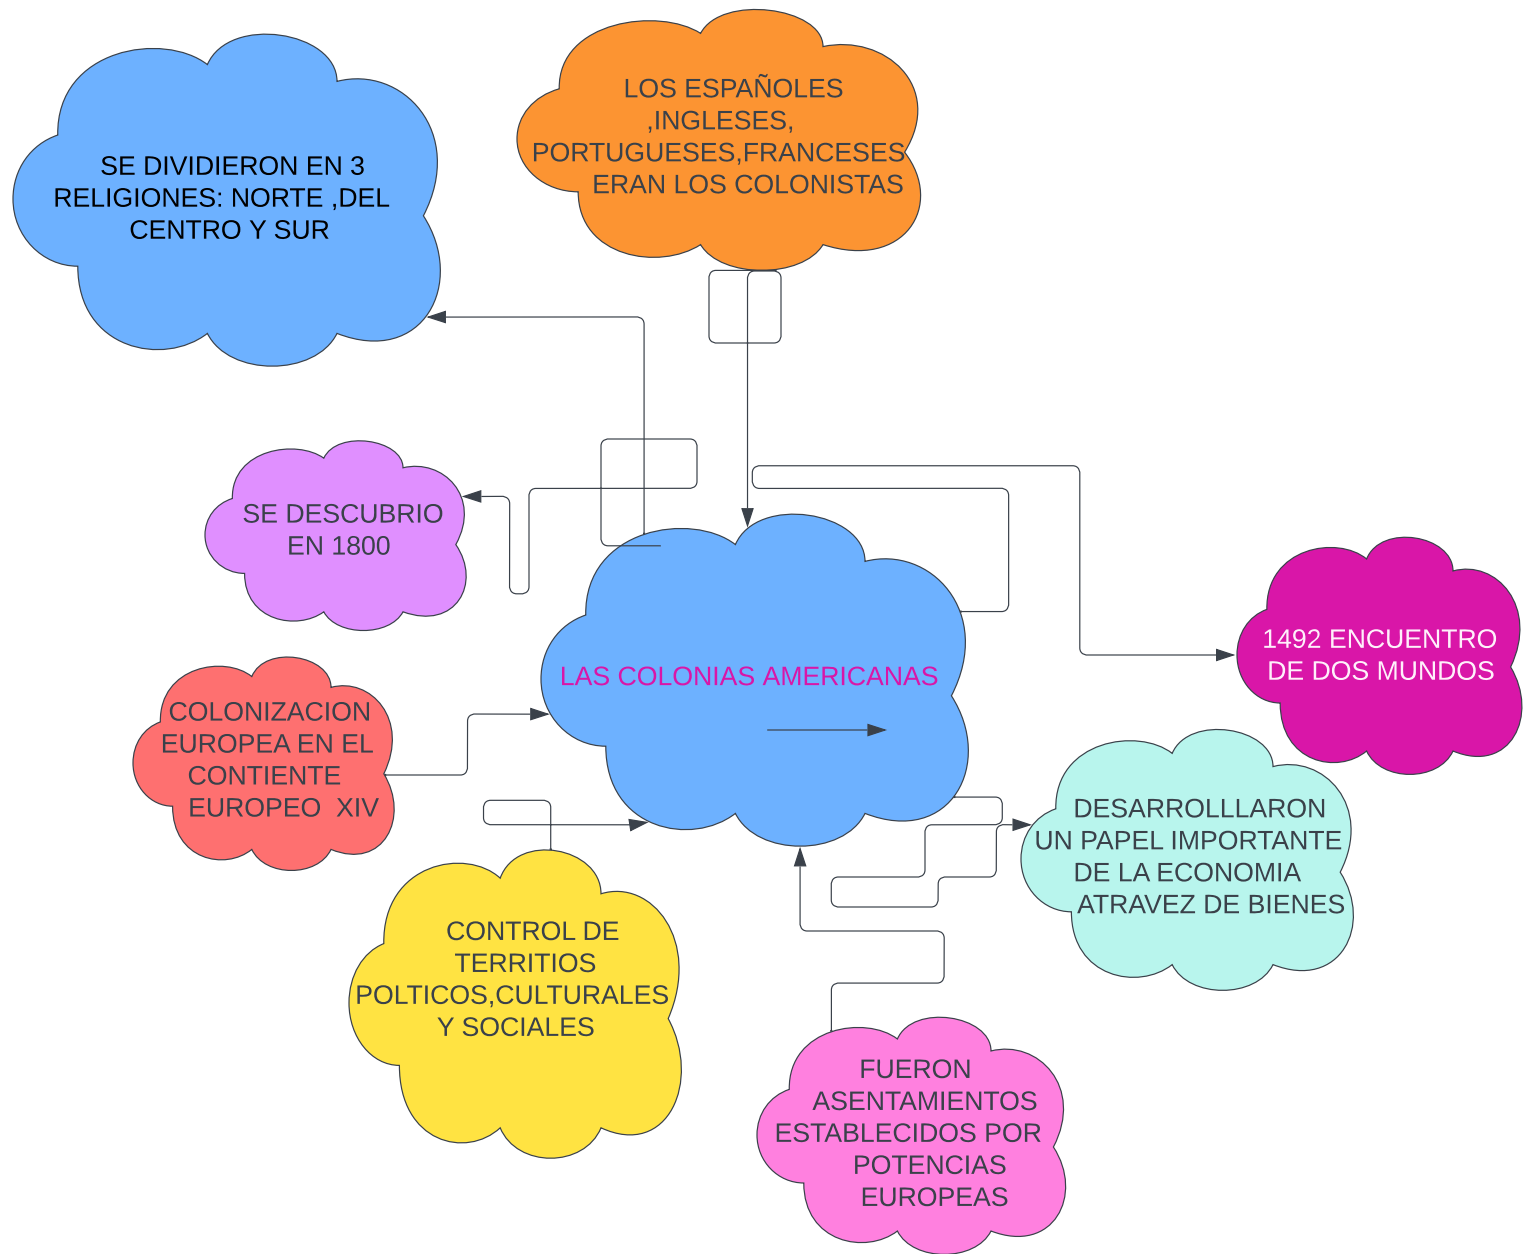 LOS ESPAÑOLES
,INGLESES,
PORTUGUESES,FRANCESES
ERAN LOS COLONISTAS
SE DIVIDIERON EN 3
RELIGIONES: NORTE ,DEL
CENTRO Y SUR
SE DESCUBRIO
EN 1800
1492 ENCUENTRO
DE DOS MUNDOS
LAS COLONIAS AMERICANAS
COLONIZACION
EUROPEA EN EL
CONTIENTE
EUROPEO  XIV
DESARROLLLARON
UN PAPEL IMPORTANTE
DE LA ECONOMIA
ATRAVEZ DE BIENES
CONTROL DE
TERRITIOS
POLTICOS,CULTURALES
Y SOCIALES
FUERON
ASENTAMIENTOS
ESTABLECIDOS POR
POTENCIAS
EUROPEAS